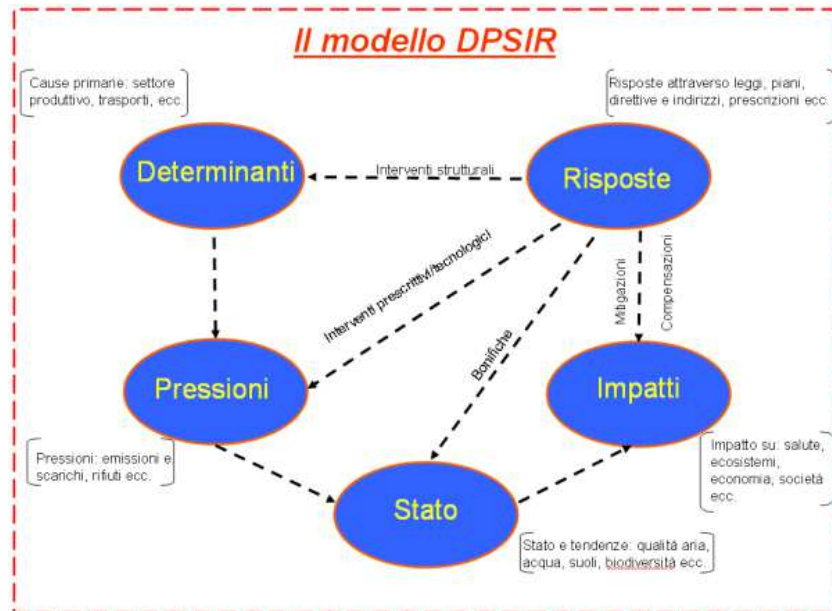 Il modello DPSIR
Cause primarie: settore
produttivo, trasporti, ecc.
Risposte attraverso leggi, piani,
direttive e indirizzi, prescrizioni ecc.
Determinanti
Interventi strutturali
Risposte
Interventi prescrittivi/tecnologici
Bonifiche
Mitigazioni
Compensazioni
Pressioni
Impatti
Pressioni: emissioni e
scarichi, rifiuti ecc.
Impatto su: salute,
ecosistemi,
economia, società
ecc.
Stato
Stato e tendenze: qualità aria,
acqua, suoli, biodiversità ecc.